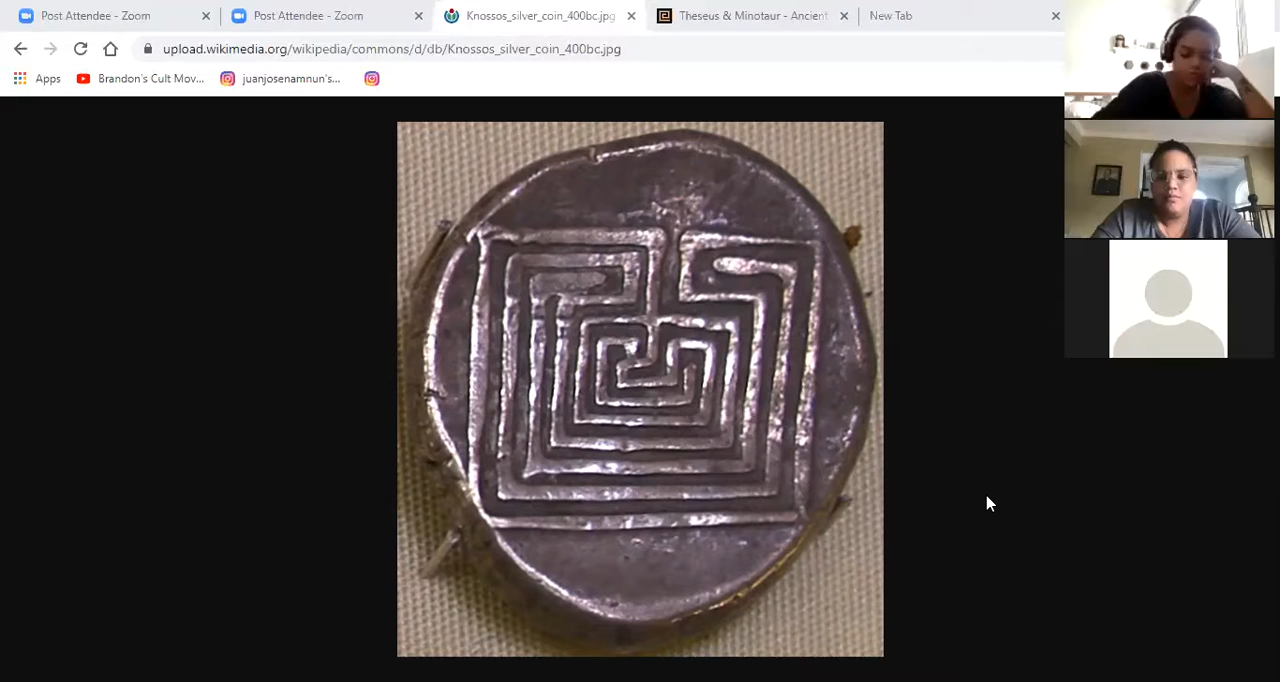 Post Attendee - Zoom
Post Attendee - Zoom
Knossos_silver_coin_400bc.jpg
Theseus & Minotaur - Ancient
New Tab
upload.wikimedia.org/wikipedia/commons/d/db/Knossos_silver_coin_400bc.jpg
Apps
Brandon's Cult Mov...
juanjosenamnun's...